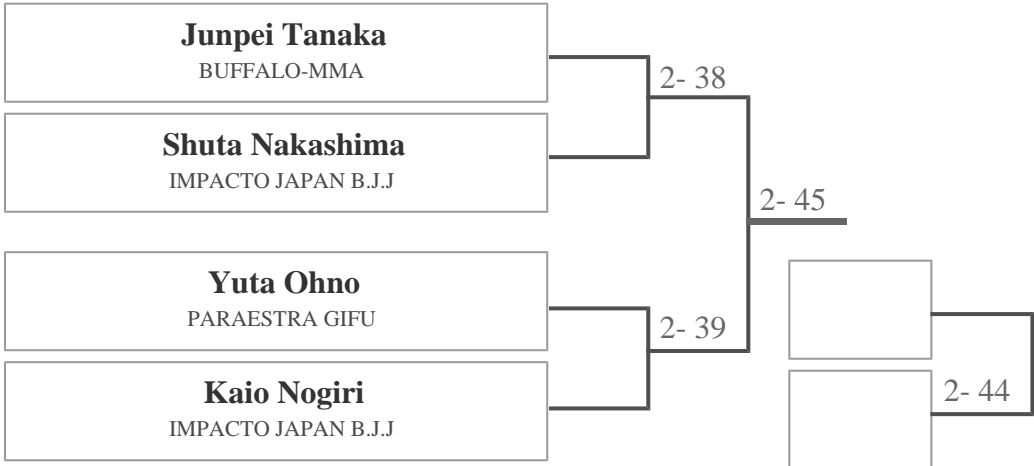 Junpei Tanaka
BUFFALO-MMA
2- 38
Shuta Nakashima
IMPACTO JAPAN B.J.J
2- 45
Yuta Ohno
PARAESTRA GIFU
2- 39
Kaio Nogiri
IMPACTO JAPAN B.J.J
2- 44